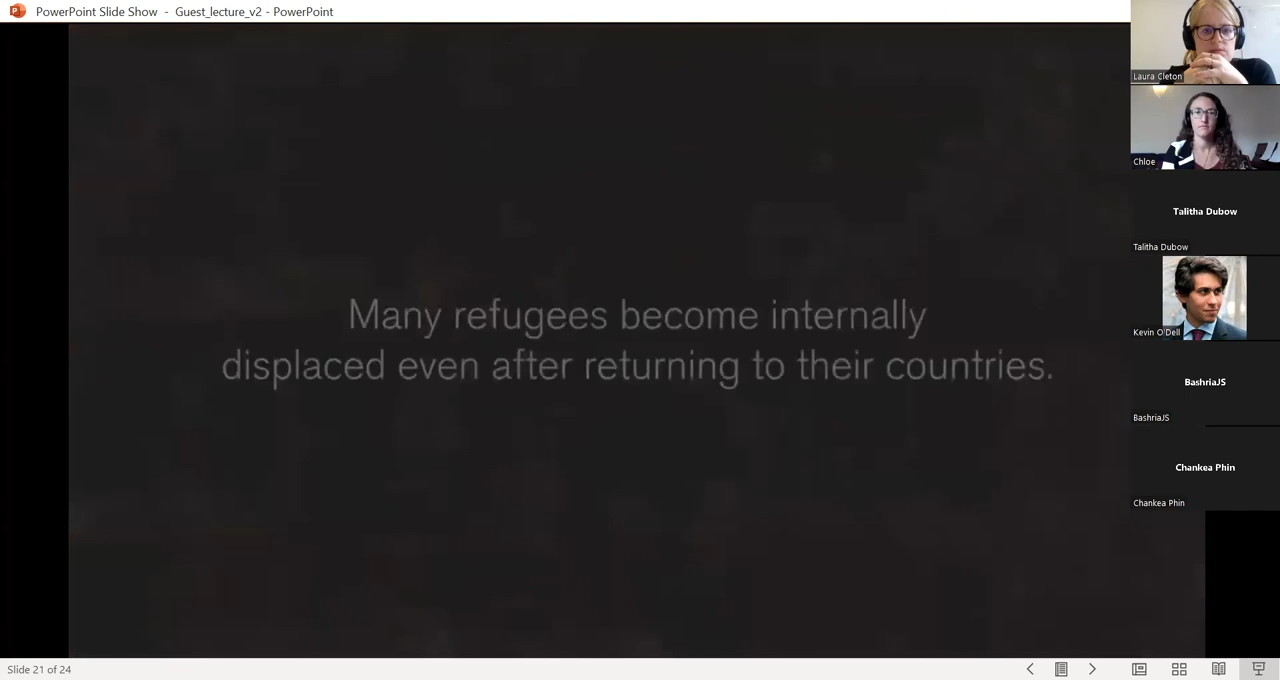 PowerPoint Slide Show - Guest_lecture_v2 - PowerPoint
Many refugees become internally
displaced even after returning to their countries.
Laura Cleton
Chloe
Talitha Dubow
Talitha Dubow
Kevin O'Dell
BashriaJS
BashriaJS
Chankea Phin
Chankea Phin
Slide 21 of 24